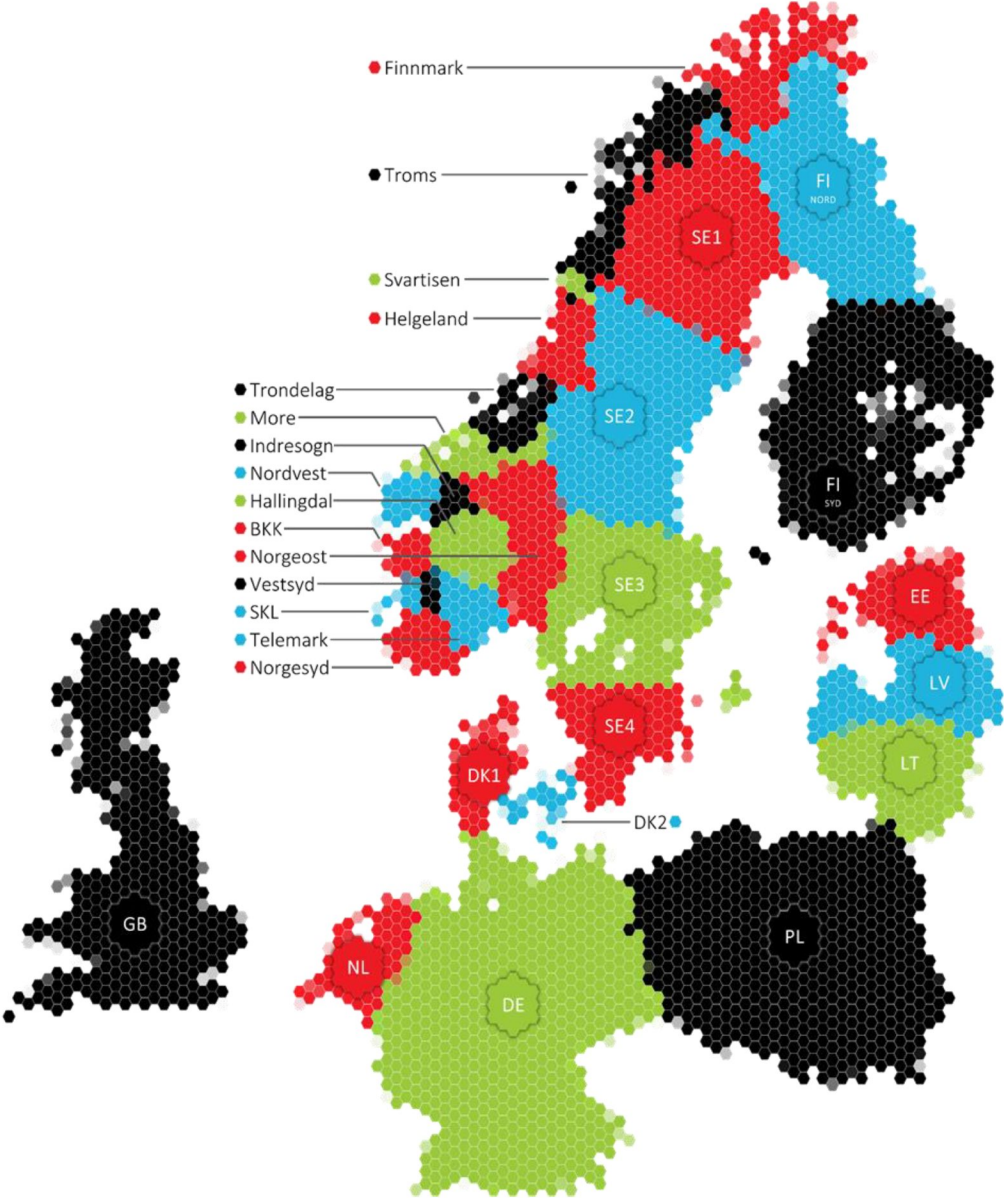 Finnmark
Troms
FI
NORD
SE1
Svartisen
Helgeland
Trondelag
More
SE2
Indresogn
Nordvest
FI
SYD
Hallingdal
BKK
Norgeost
Vestsyd
SE3
EE
SKL
Telemark
Norgesyd
LV
SE4
DK1
LT
DK2
GB
PL
NL
DE